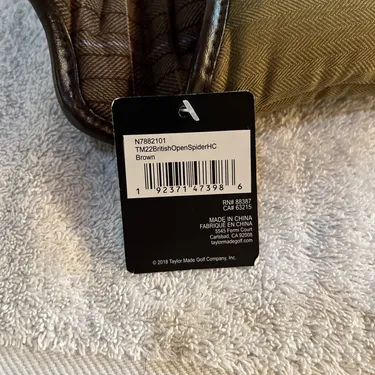 N7882101
TM22BritishOpenSpiderHC
Brown
1 92371 47398 6
RN# 88387
CA# 63215
MADE IN CHINA
FABRIQUÉ EN CHINA
5545 Fermi Court
Carlsbad, CA 92008
taylormadegolf.com
© 2018 Taylor Made Golf Company, Inc.